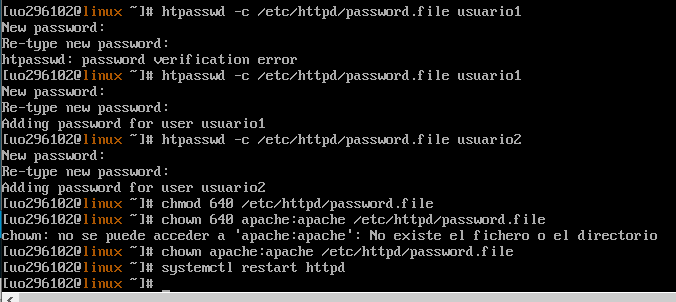 [uo296102@linux ~]# htpasswd -c /etc/httpd/password.file usuario1
New password:
Re-type new password:
htpasswd: password verification error
[uo296102@linux ~]# htpasswd -c /etc/httpd/password.file usuario1
New password:
Re-type new password:
Adding password for user usuario1
[uo296102@linux ~]# htpasswd -c /etc/httpd/password.file usuario2
New password:
Re-type new password:
Adding password for user usuario2
[uo296102@linux ~]# chmod 640 /etc/httpd/password.file
[uo296102@linux ~]# chown 640 apache:apache /etc/httpd/password.file
chown: no se puede acceder a 'apache:apache': No existe el fichero o el directorio
[uo296102@linux ~]# chown apache:apache /etc/httpd/password.file
[uo296102@linux ~]# systemctl restart httpd
[uo296102@linux ~]# _